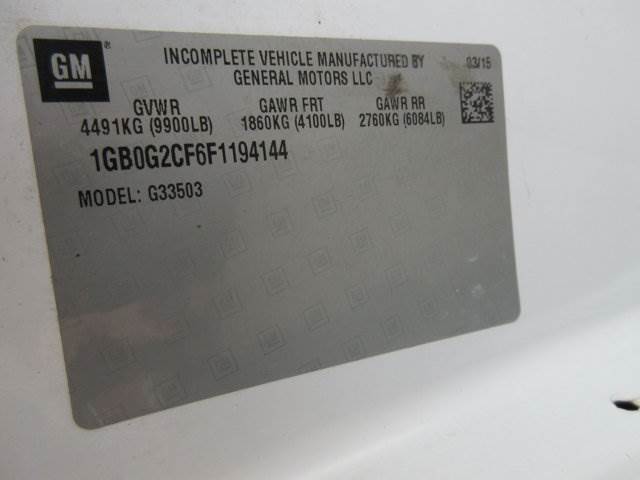 GM ®
INCOMPLETE VEHICLE MANUFACTURED BY 03/15
GENERAL MOTORS LLC
GVWR GAWR FRT GAWR RR
4491KG (9900LB) 1860KG (4100LB) 2760KG (6084LB)
1GB0G2CF6F1194144
MODEL: G33503